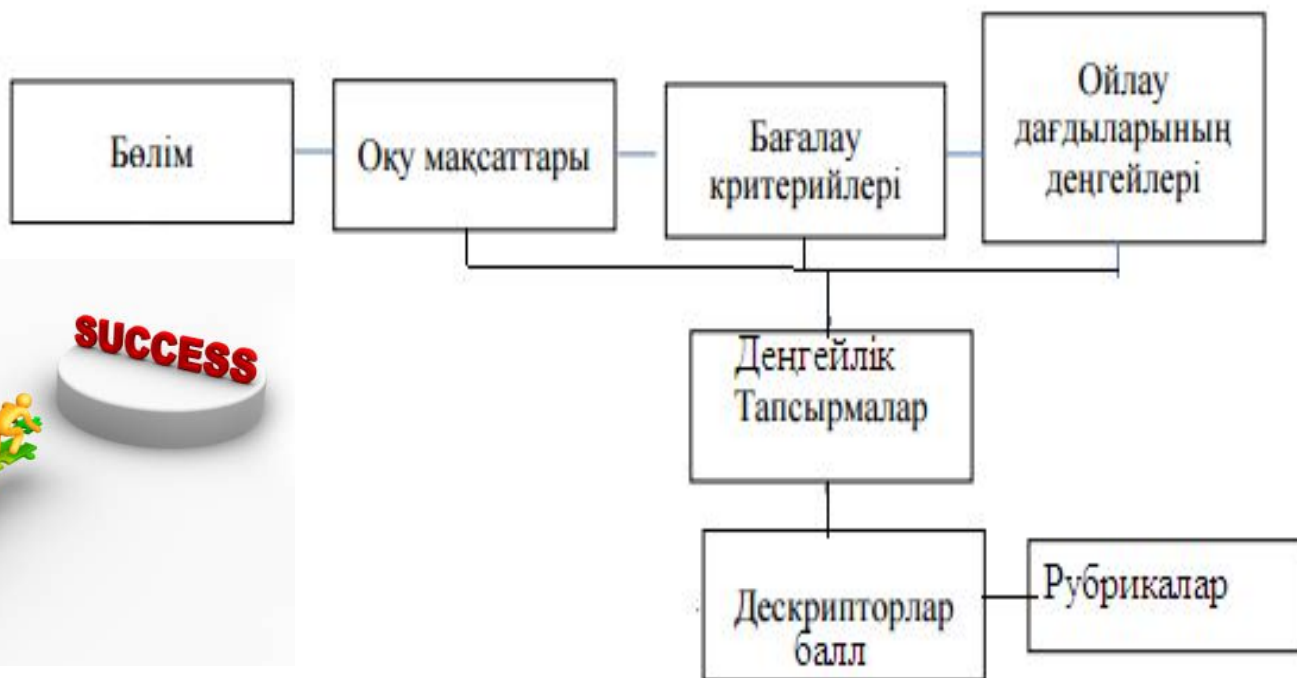 Бөлім
Оқу мақсаттары
Бағалау
критерийлері
Ойлау
дағдыларының
деңгейлері
SUCCESS
Деңгейлік
Тапсырмалар
Дескрипторлар
балл
Рубрикалар